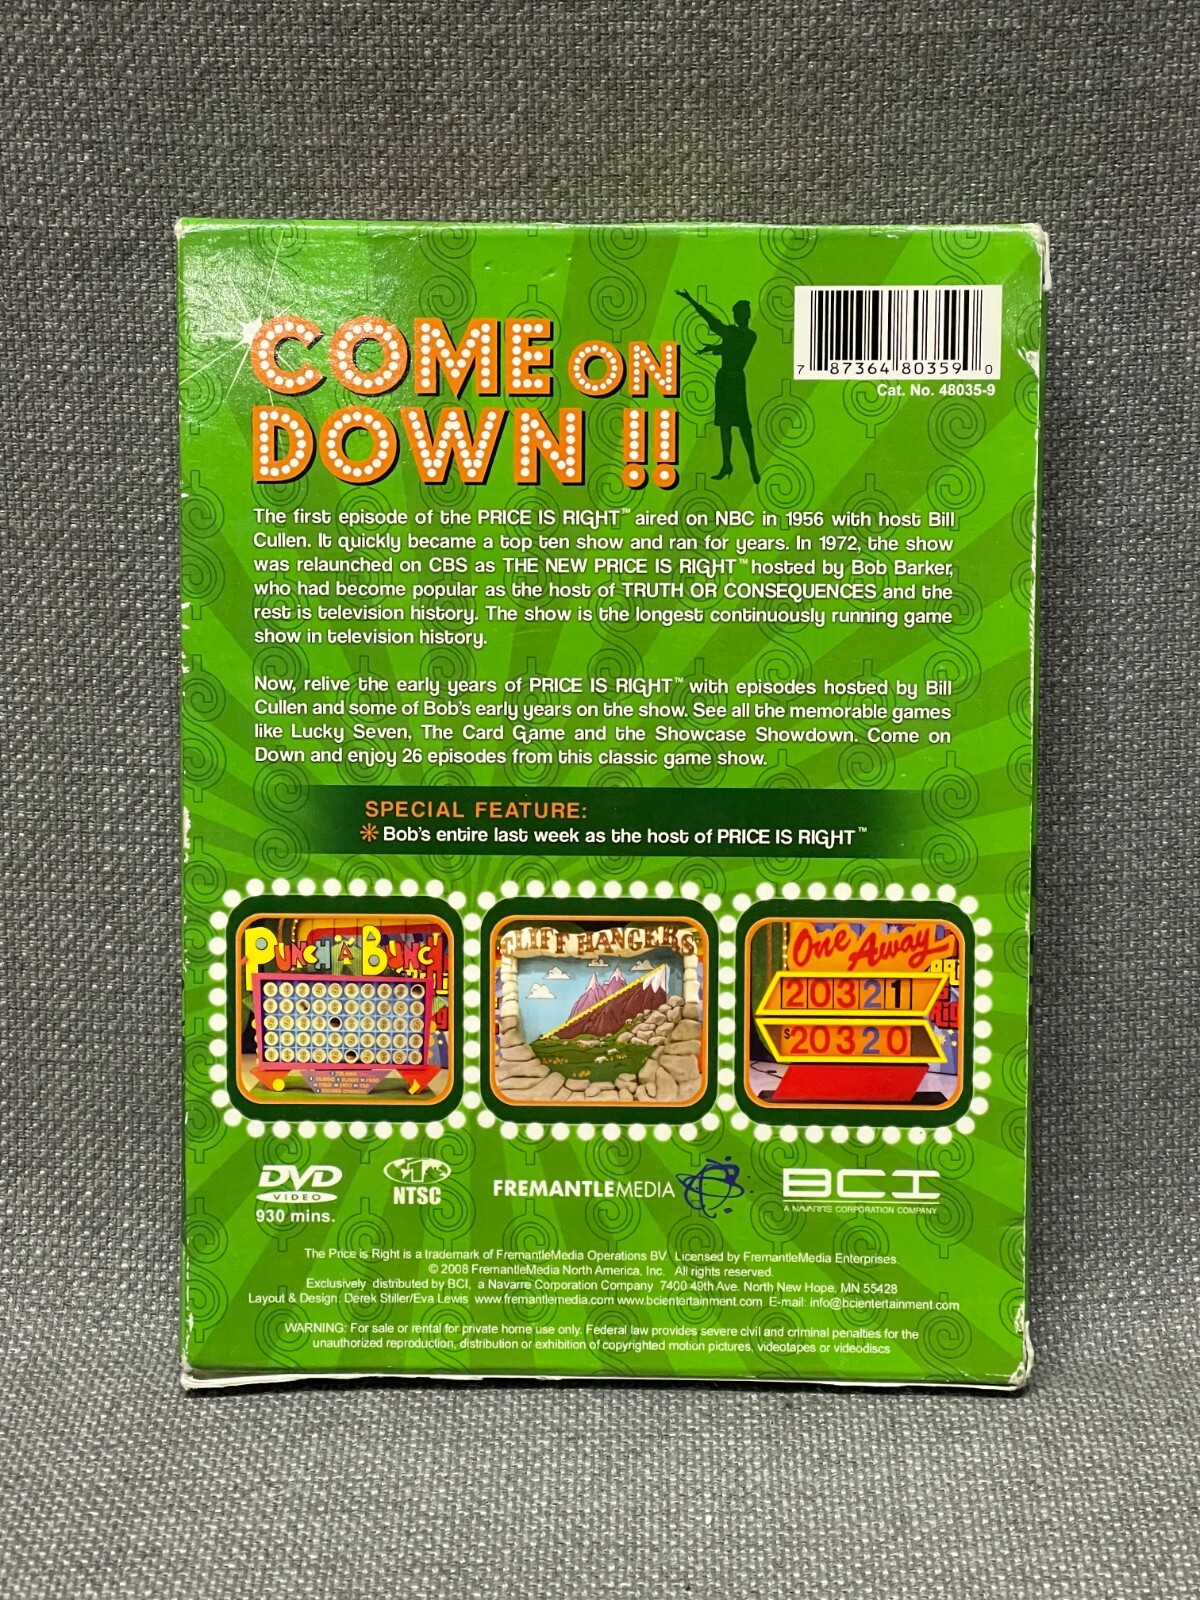 COME ON
DOWN !!
7 87364 80359 0
Cat. No. 48035-9
The first episode of the PRICE IS RIGHT™ aired on NBC in 1956 with host Bill
Cullen. It quickly became a top ten show and ran for years. In 1972, the show
was relaunched on CBS as THE NEW PRICE IS RIGHT™ hosted by Bob Barker,
who had become popular as the host of TRUTH OR CONSEQUENCES and the
rest is television history. The show is the longest continuously running game
show in television history.
Now, relive the early years of PRICE IS RIGHT™ with episodes hosted by Bill
Cullen and some of Bob's early years on the show. See all the memorable games
like Lucky Seven, The Card Game and the Showcase Showdown. Come on
Down and enjoy 26 episodes from this classic game show.
SPECIAL FEATURE:
Bob's entire last week as the host of PRICE IS RIGHT™
PUNCH A BUNCH
CLIFF HANGERS
One Away
20321
$20320
DVD
VIDEO
930 mins.
NTSC
FREMANTLEMEDIA
BCI
A NAVARRE CORPORATION COMPANY
The Price is Right is a trademark of FremantleMedia Operations BV. Licensed by FremantleMedia Enterprises.
© 2008 FremantleMedia North America, Inc. All rights reserved.
Exclusively distributed by BCI, a Navarre Corporation Company 7400 49th Ave. North New Hope, MN 55428
Layout & Design: Derek Stiller/Eva Lewis www.fremantlemedia.com www.bcientertainment.com E-mail: info@bcientertainment.com
WARNING: For sale or rental for private home use only. Federal law provides severe civil and criminal penalties for the
unauthorized reproduction, distribution or exhibition of copyrighted motion pictures, videotapes or videodiscs